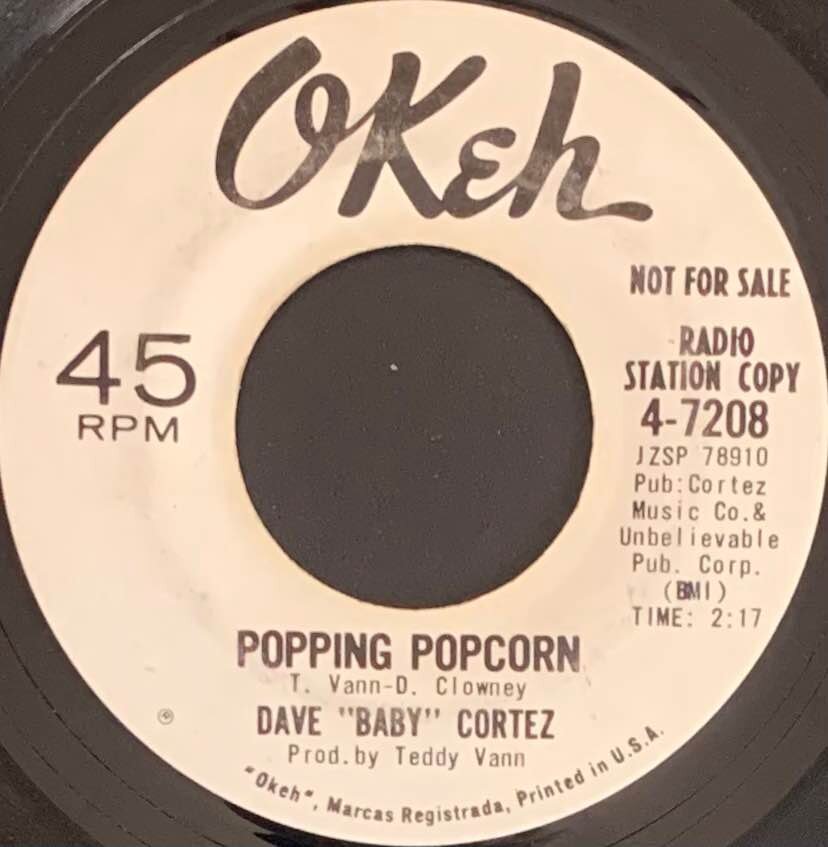 OKeh
NOT FOR SALE
45
RPM
RADIO
STATION COPY
4-7208
JZSP 78910
Pub:Cortez
Music Co.&
Unbelievable
Pub. Corp.
(BMI)
TIME: 2:17
POPPING POPCORN
T. Vann-D. Clowney
DAVE "BABY" CORTEZ
Prod.by Teddy Vann
℗
"Okeh", Marcas Registrada, Printed in U.S.A.